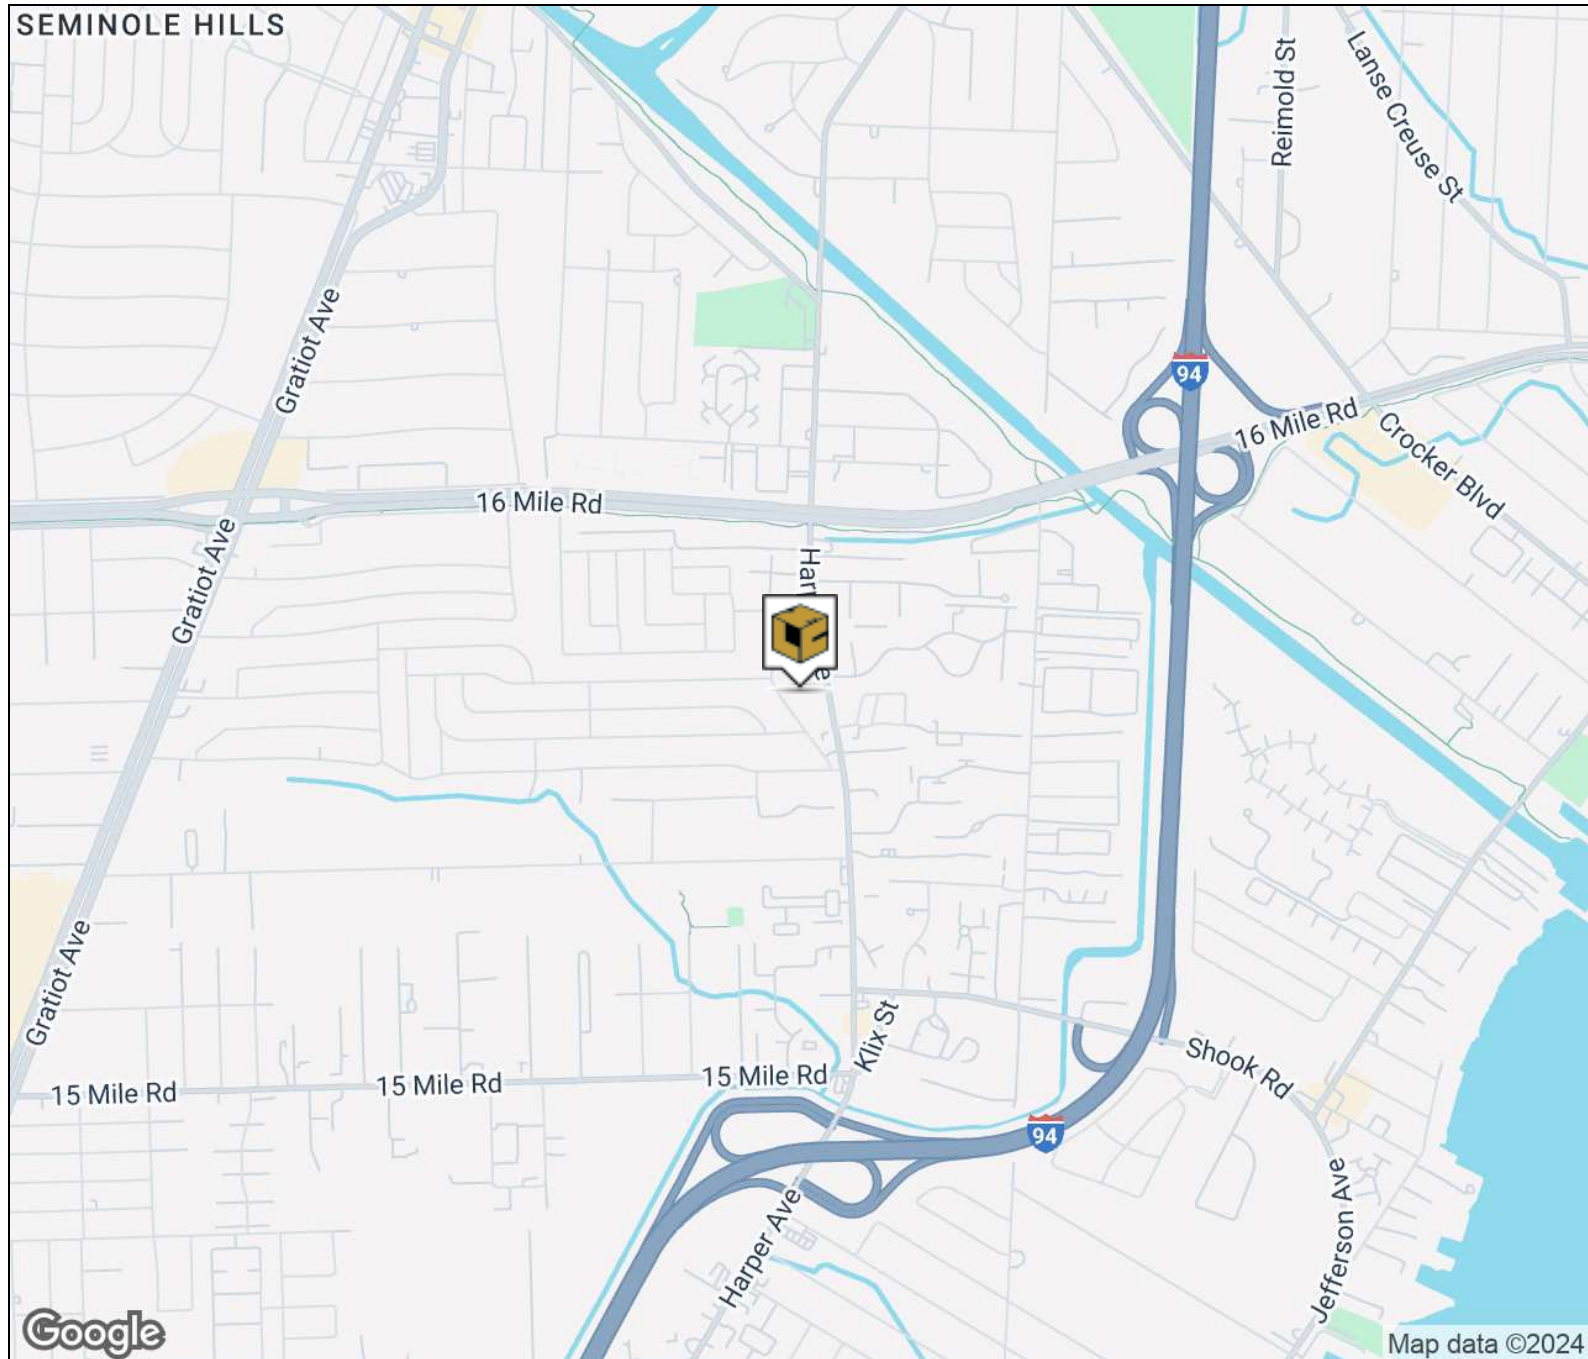 SEMINOLE HILLS
Reimold St
Lanse Creuse St
Gratiot Ave
94
16 Mile Rd
Crocker Blvd
16 Mile Rd
Gratiot Ave
Har
e
Gratiot Ave
Klix St
Shook Rd
15 Mile Rd
15 Mile Rd
15 Mile Rd
94
Jefferson Ave
Harper Ave
Google
Map data ©2024